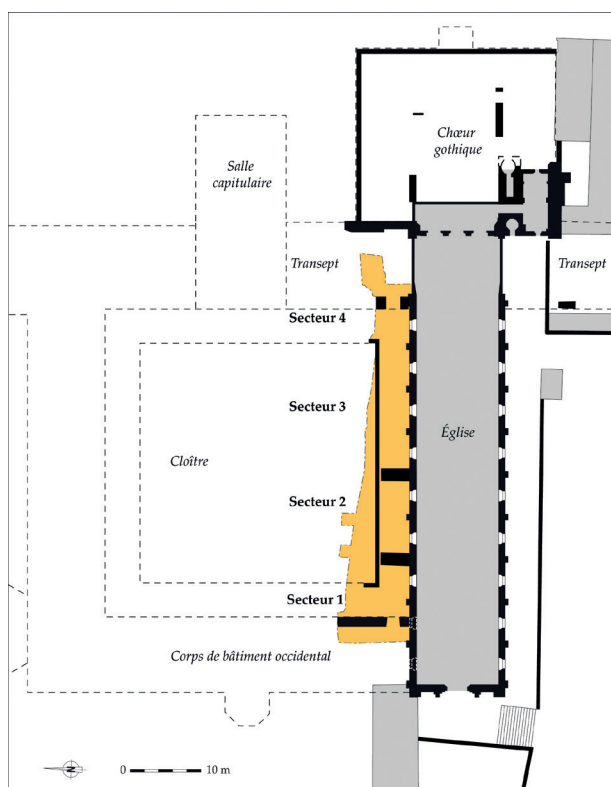 Chœur
gothique
Salle
capitulaire
Transept
Transept
Secteur 4
Secteur 3
Église
Cloître
Secteur 2
Secteur 1
Corps de bâtiment occidental
N
0 10 m